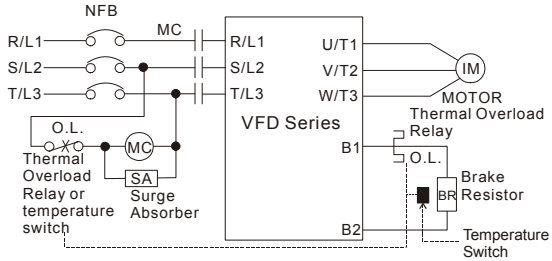 NFB
MC
R/L1
R/L1
U/T1
S/L2
S/L2
V/T2
IM
T/L3
T/L3
W/T3
MOTOR
VFD Series
Thermal Overload
Relay
O.L.
O.L.
B1
MC
Thermal
Overload
Relay or
temperature
switch
SA
Surge
Absorber
BR
Brake
Resistor
B2
Temperature
Switch